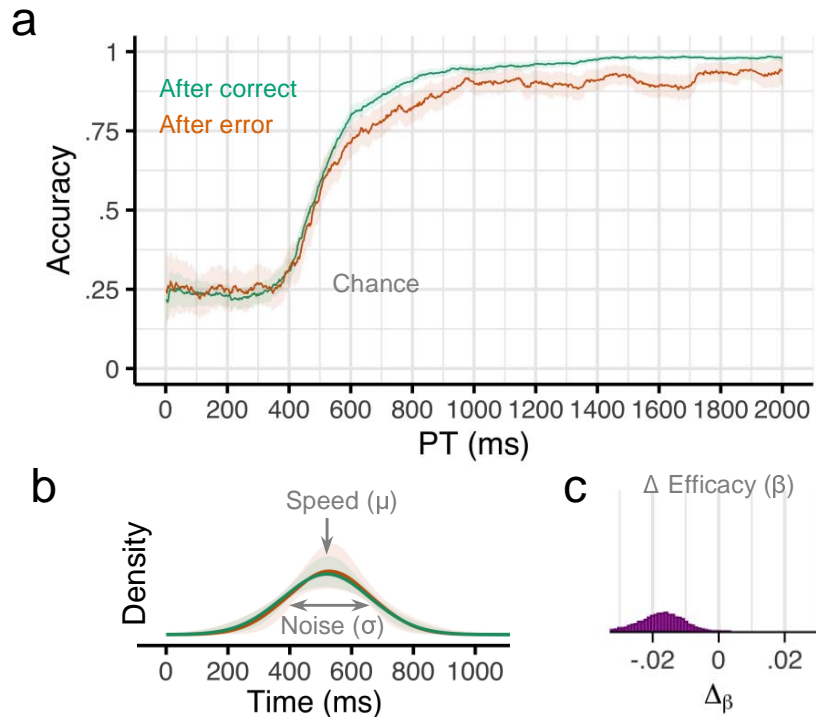 a
1
.75
.5
.25
0
Accuracy
After correct
After error
Chance
0 200 400 600 800 1000 1200 1400 1600 1800 2000
PT (ms)
b
Speed (μ)
Density
Noise (σ)
0 200 400 600 800 1000
Time (ms)
c
Δ Efficacy (β)
-.02 0 .02
Δβ